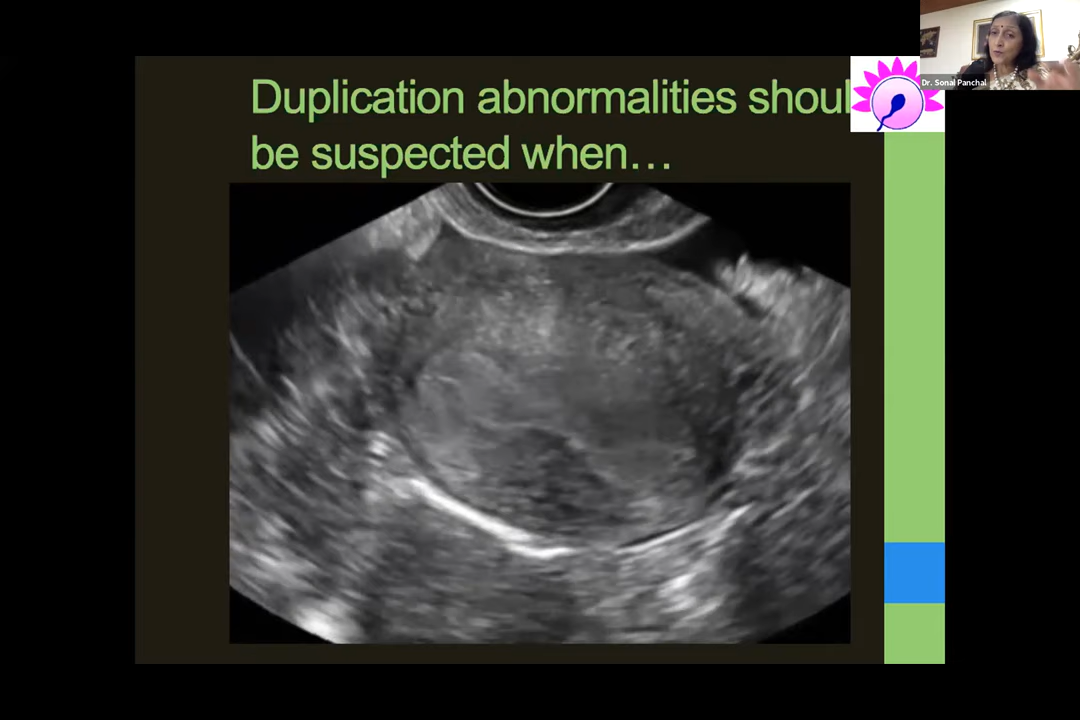 Duplication abnormalities shoul
be suspected when...
Dr. Sonal Panchal